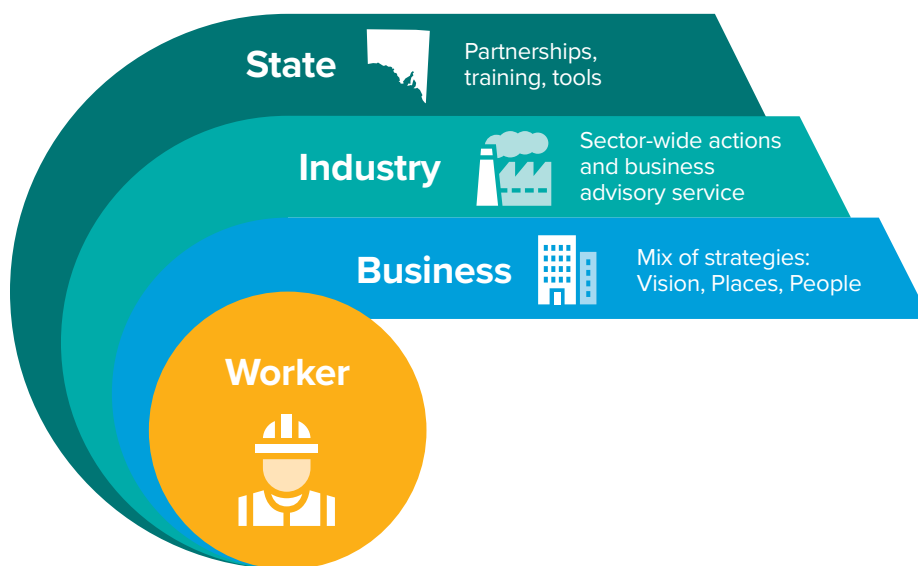 State
Partnerships,
training, tools
Industry
Sector-wide actions
and business
advisory service
Business
Mix of strategies:
Vision, Places, People
Worker